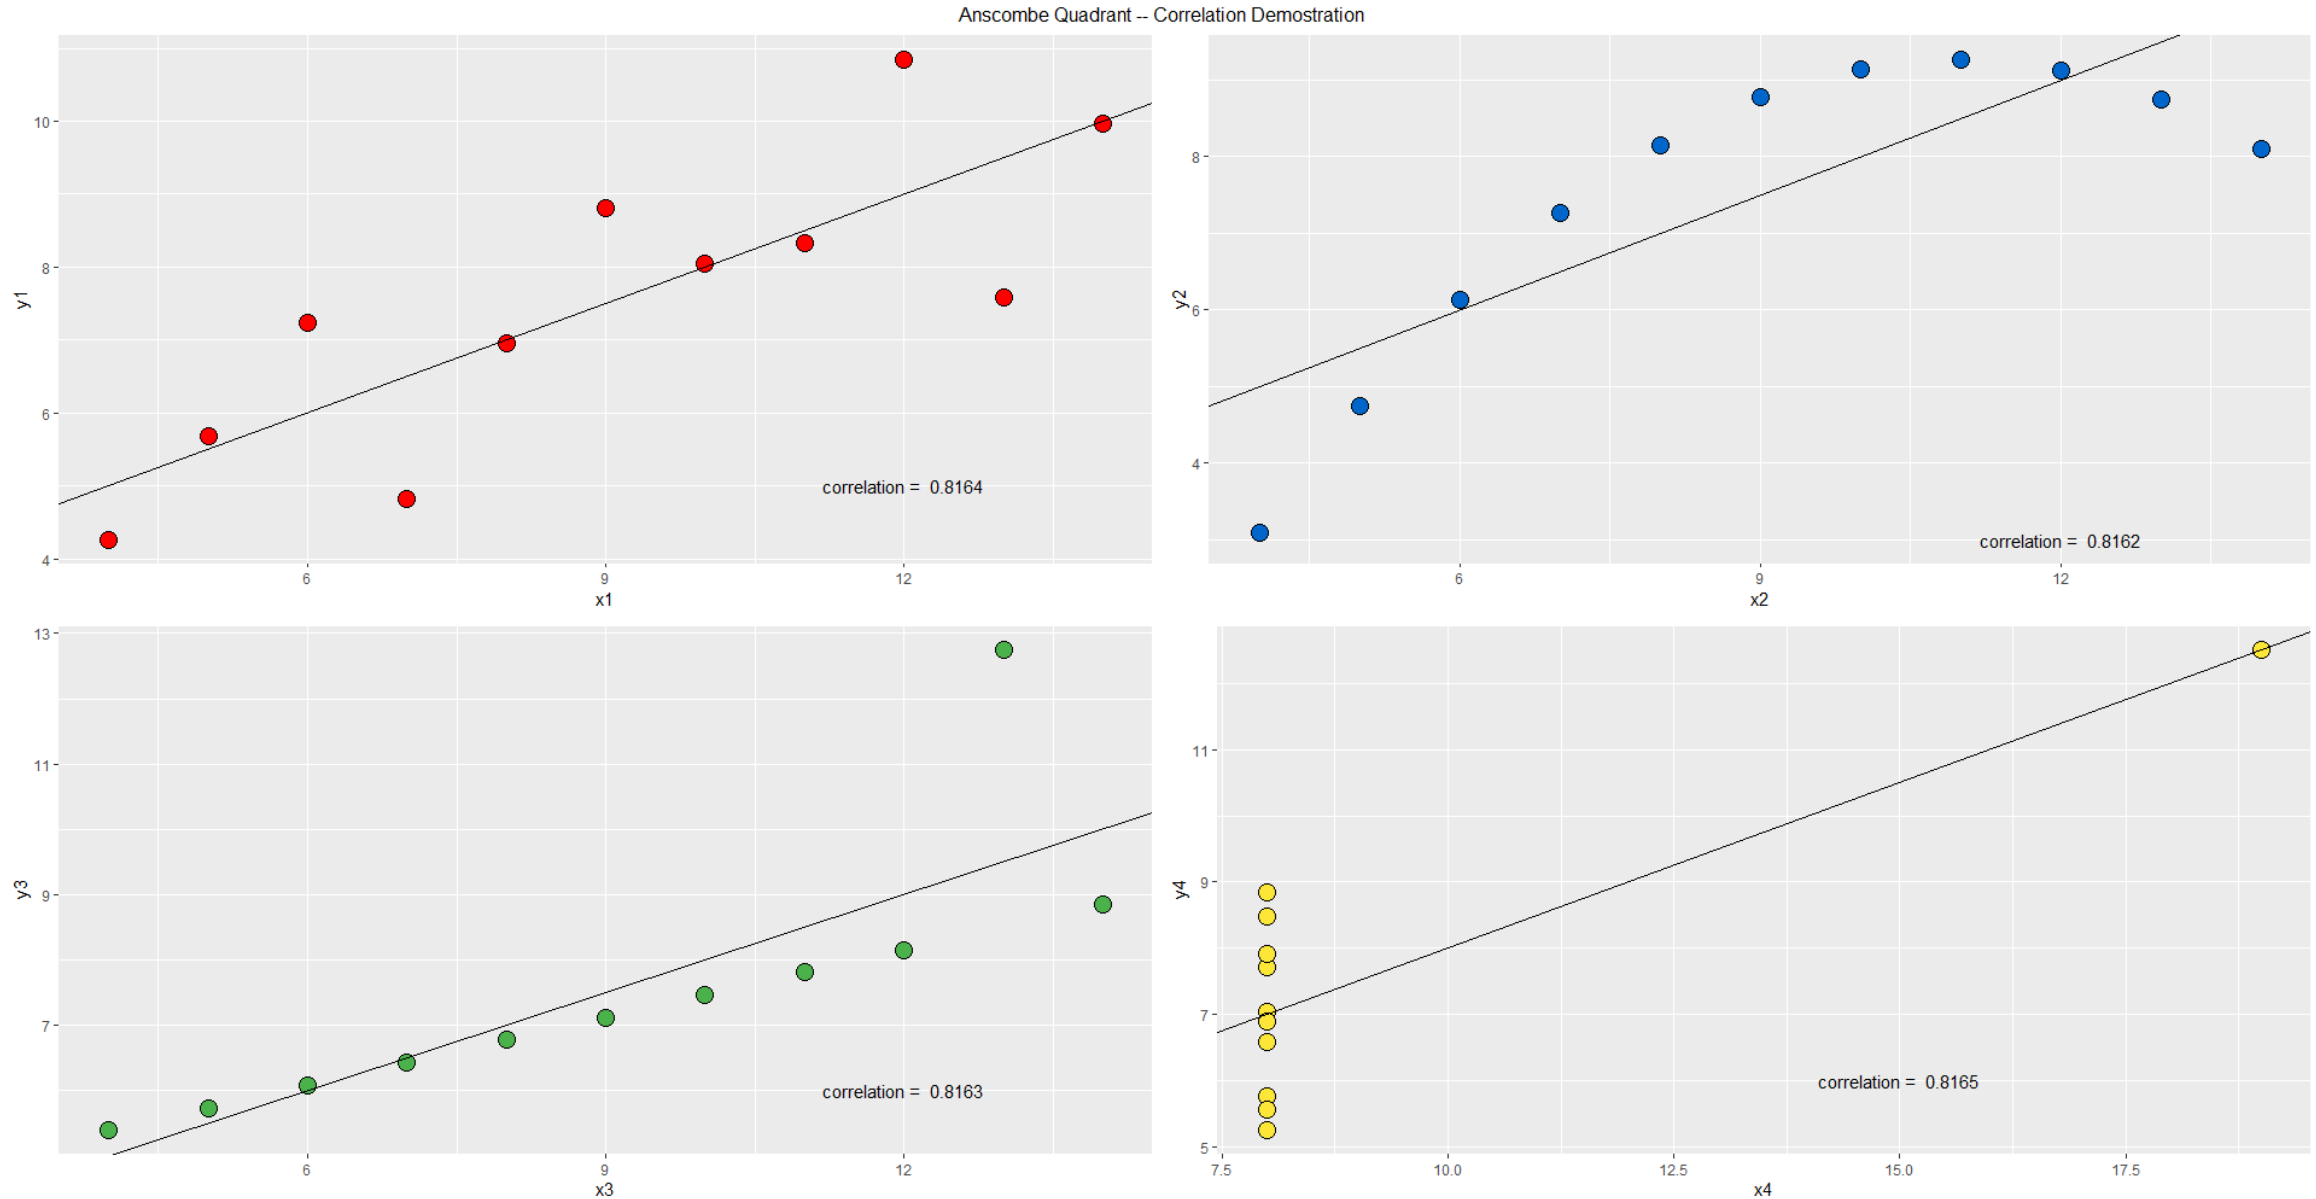 Anscombe Quadrant -- Correlation Demostration
10
8
6
4
y1
correlation =  0.8164
6
9
12
x1
8
6
4
y2
correlation =  0.8162
6
9
12
x2
13
11
9
7
y3
correlation =  0.8163
6
9
12
x3
11
9
7
5
y4
correlation =  0.8165
7.5
10.0
12.5
15.0
17.5
x4